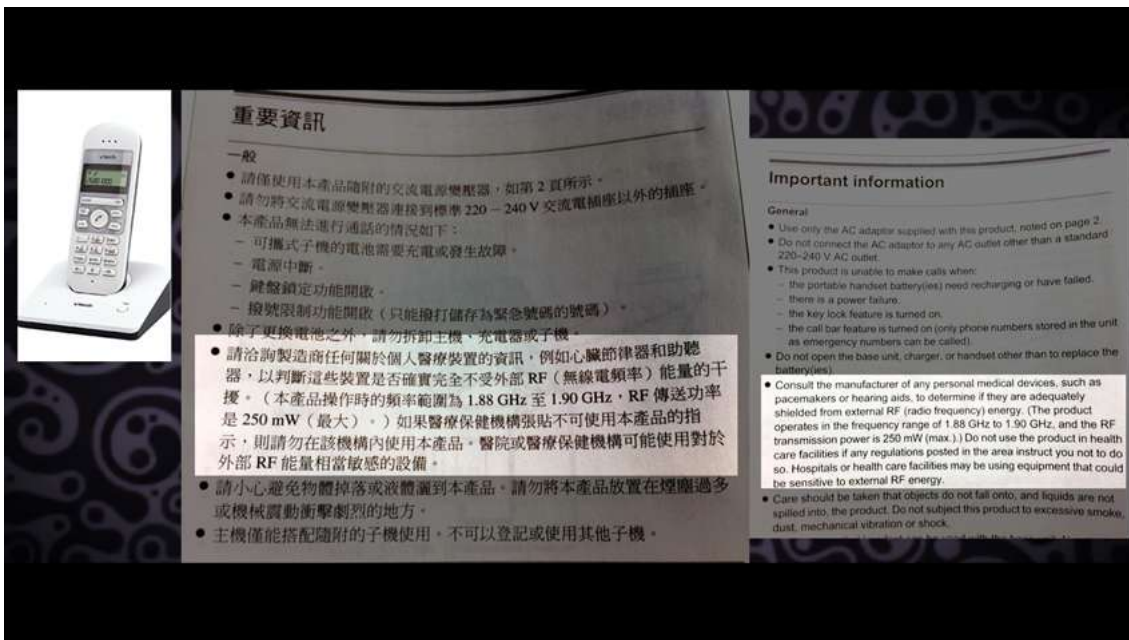 重要資訊
一般
● 請僅使用本產品隨附的交流電源變壓器，如第 2 頁所示。
● 請勿將交流電源變壓器連接到標準 220 – 240 V 交流電插座以外的插座。
● 本產品無法進行通話的情況如下：
– 可攜式子機的電池需要充電或發生故障。
– 電源中斷。
– 鍵盤鎖定功能開啟。
– 撥號限制功能開啟（只能撥打儲存為緊急號碼的號碼）。
● 除了更換電池之外，請勿拆卸主機、充電器或子機。
● 請洽詢製造商任何關於個人醫療裝置的資訊，例如心臟節律器和助聽
器，以判斷這些裝置是否確實完全不受外部 RF（無線電頻率）能量的干
擾。（本產品操作時的頻率範圍為 1.88 GHz 至 1.90 GHz，RF 傳送功率
是 250 mW（最大）。）如果醫療保健機構張貼不可使用本產品的指
示，則請勿在該機構內使用本產品。醫院或醫療保健機構可能使用對於
外部 RF 能量相當敏感的設備。
● 請小心避免物體掉落或液體灑到本產品。請勿將本產品放置在煙塵過多
或機械震動衝擊劇烈的地方。
● 主機僅能搭配隨附的子機使用。不可以登記或使用其他子機。
Important information
General
● Use only the AC adaptor supplied with this product, noted on page 2.
● Do not connect the AC adaptor to any AC outlet other than a standard
220–240 V AC outlet.
● This product is unable to make calls when:
– the portable handset battery(ies) need recharging or have failed.
– there is a power failure.
– the key lock feature is turned on.
– the call bar feature is turned on (only phone numbers stored in the unit
as emergency numbers can be called).
● Do not open the base unit, charger, or handset other than to replace the
battery(ies).
● Consult the manufacturer of any personal medical devices, such as
pacemakers or hearing aids, to determine if they are adequately
shielded from external RF (radio frequency) energy. (The product
operates in the frequency range of 1.88 GHz to 1.90 GHz, and the RF
transmission power is 250 mW (max.).) Do not use the product in health
care facilities if any regulations posted in the area instruct you not to do
so. Hospitals or health care facilities may be using equipment that could
be sensitive to external RF energy.
● Care should be taken that objects do not fall onto, and liquids are not
spilled into, the product. Do not subject this product to excessive smoke,
dust, mechanical vibration or shock.